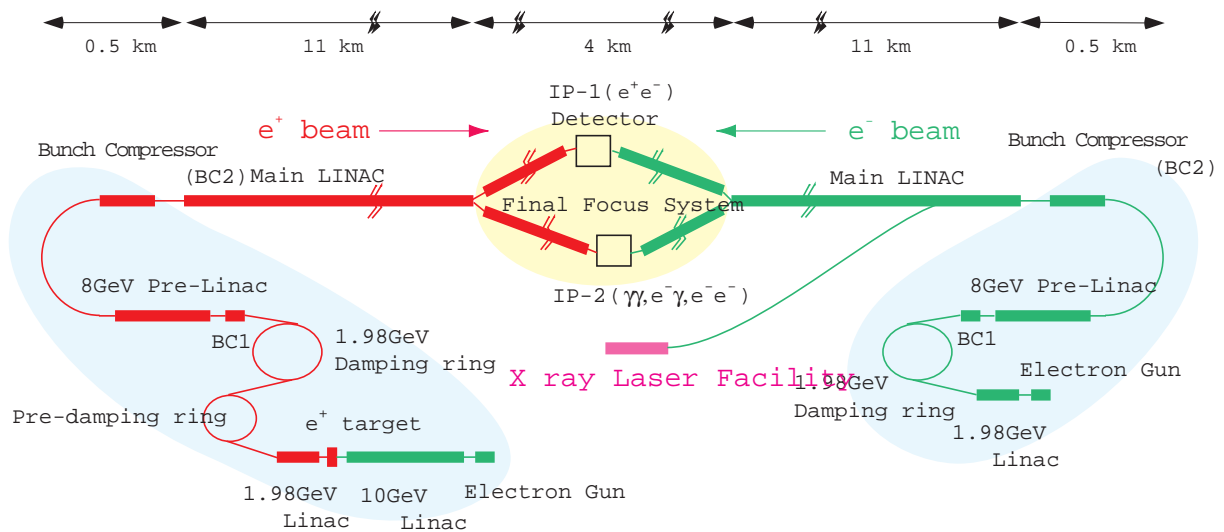 0.5 km
11 km
4 km
11 km
0.5 km
IP-1(e⁺e⁻)
Detector
e⁺ beam
e⁻ beam
Bunch Compressor
(BC2)
Main LINAC
Main LINAC
Bunch Compressor
(BC2)
Final Focus System
IP-2(γγ,e⁻γ,e⁻e⁻)
8GeV Pre-Linac
BC1
1.98GeV
Damping ring
8GeV Pre-Linac
BC1
X ray Laser Facility
1.98GeV
Damping ring
Electron Gun
Pre-damping ring
e⁺ target
1.98GeV
Linac
1.98GeV
Linac
10GeV
Linac
Electron Gun